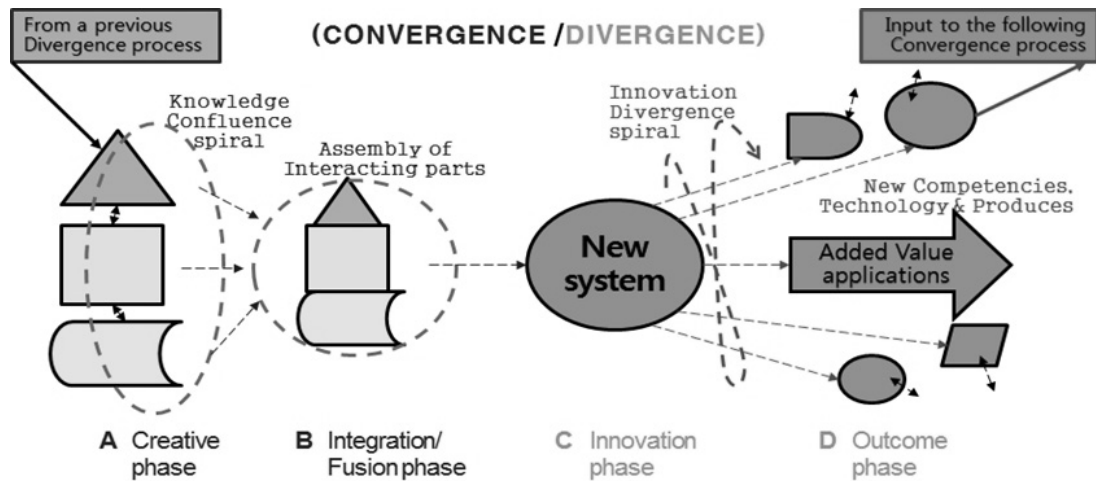 From a previous
Divergence process
(CONVERGENCE /DIVERGENCE)
Input to the following
Convergence process
Knowledge
Confluence
spiral
Assembly of
Interacting parts
Innovation
Divergence
spiral
New Competencies,
Technology & Produces
New
system
Added Value
applications
A Creative
phase
B Integration/
Fusion phase
C Innovation
phase
D Outcome
phase